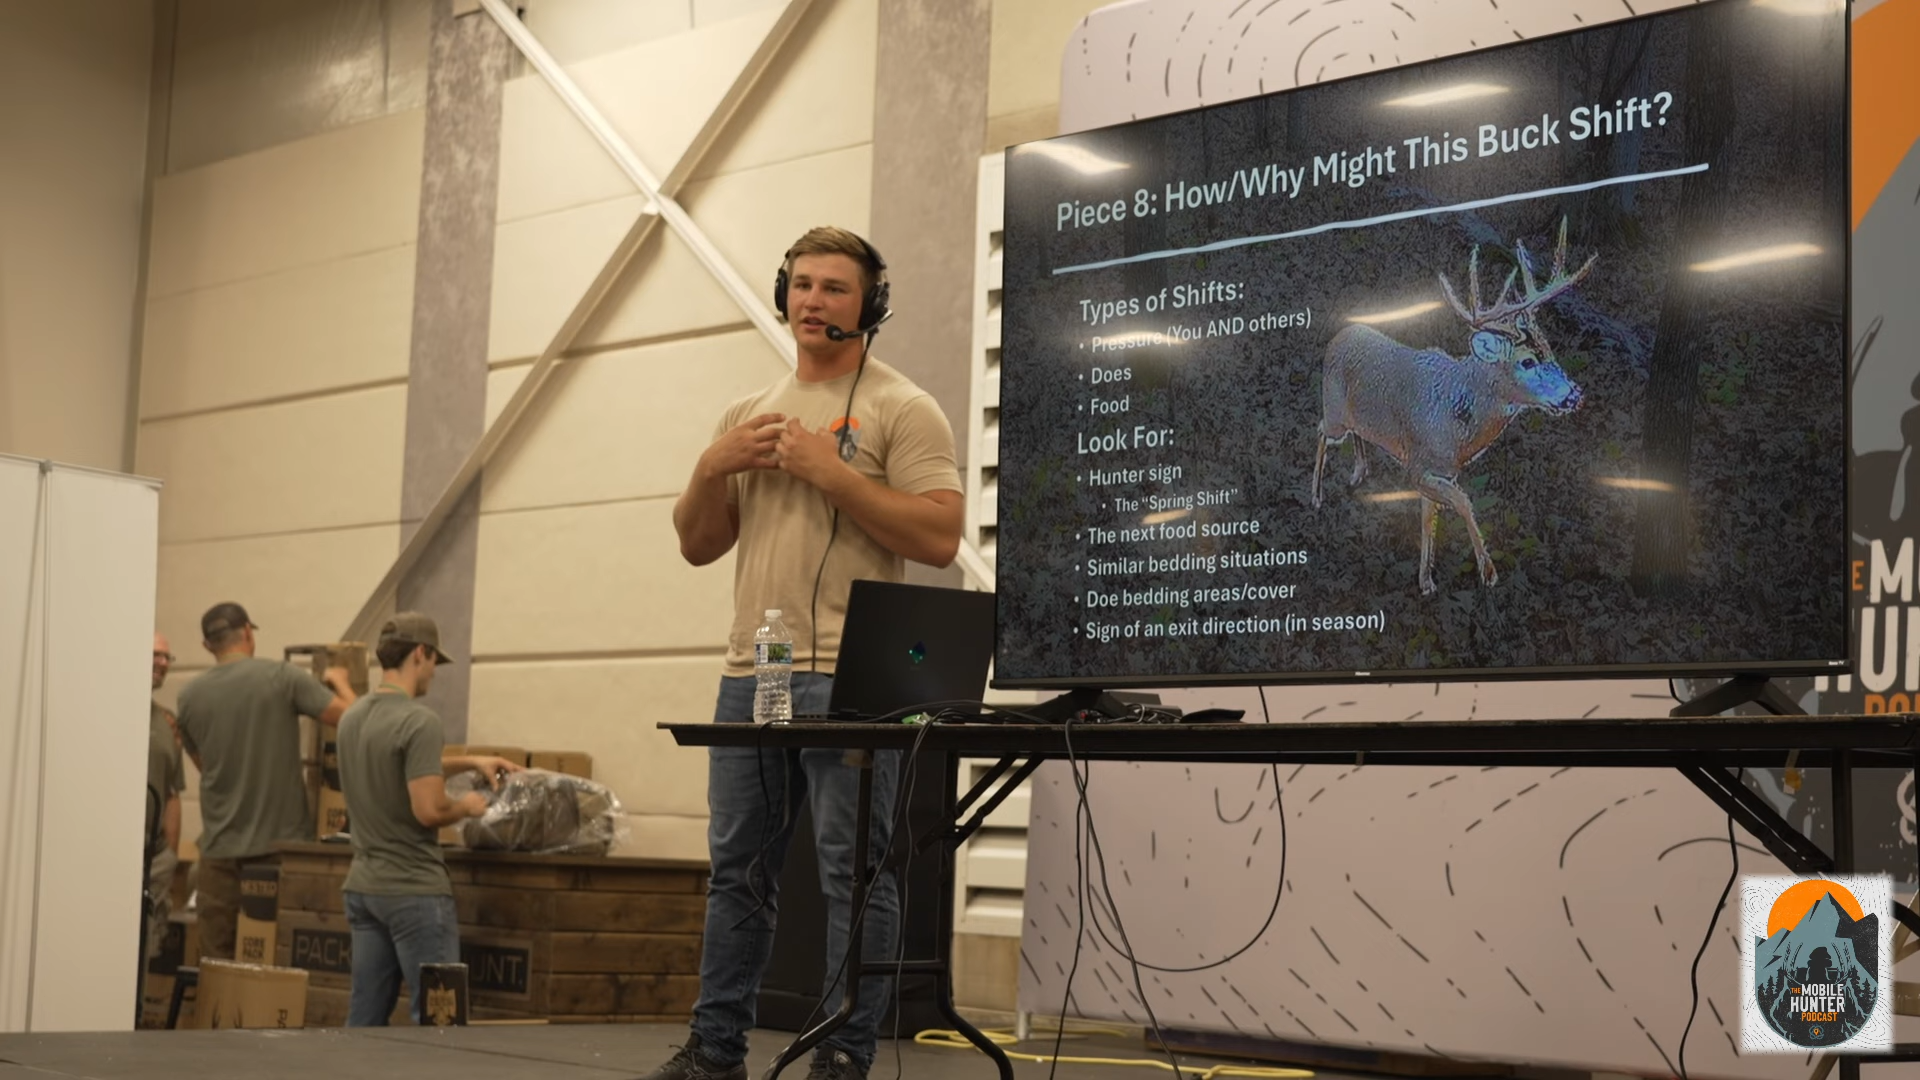 Piece 8: How/Why Might This Buck Shift?
Types of Shifts:
• Pressure (You AND others)
• Does
• Food
Look For:
• Hunter sign
• The “Spring Shift”
• The next food source
• Similar bedding situations
• Doe bedding areas/cover
• Sign of an exit direction (in season)
PACK
UNT.
THE MOBILE
HUNTER
PODCAST